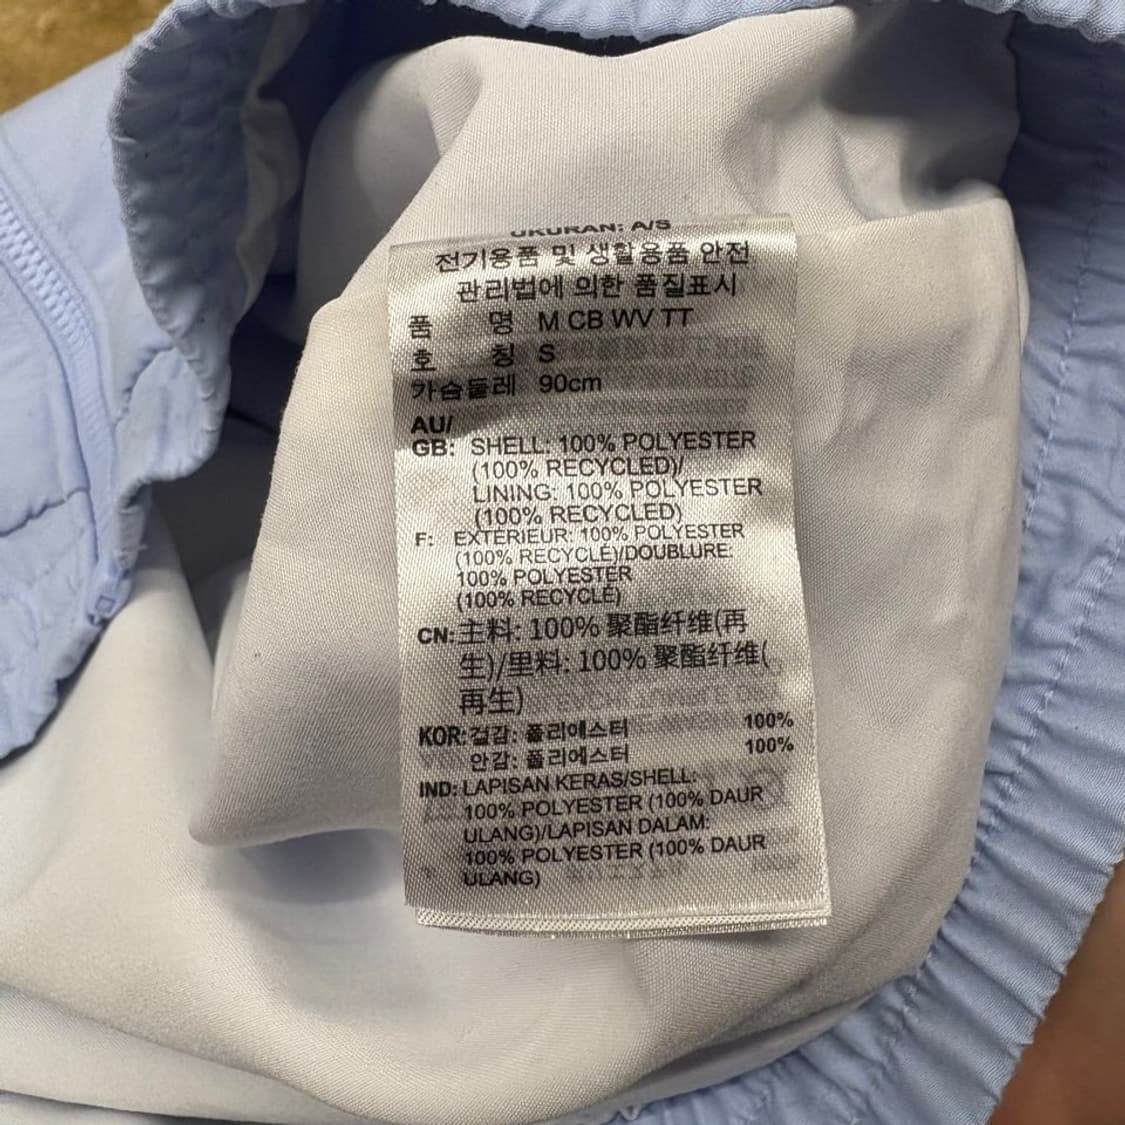 UKURAN: A/S
전기용품 및 생활용품 안전
관리법에 의한 품질표시
품 명 M CB WV TT
호 칭 S
가슴둘레 90cm
AU/
GB: SHELL: 100% POLYESTER
(100% RECYCLED)/
LINING: 100% POLYESTER
(100% RECYCLED)
F: EXTERIEUR: 100% POLYESTER
(100% RECYCLÉ)/DOUBLURE:
100% POLYESTER
(100% RECYCLÉ)
CN: 主料: 100% 聚酯纤维(再
生)/里料: 100% 聚酯纤维(
再生)
KOR: 겉감: 폴리에스터 100%
안감: 폴리에스터 100%
IND: LAPISAN KERAS/SHELL:
100% POLYESTER (100% DAUR
ULANG)/LAPISAN DALAM:
100% POLYESTER (100% DAUR
ULANG)